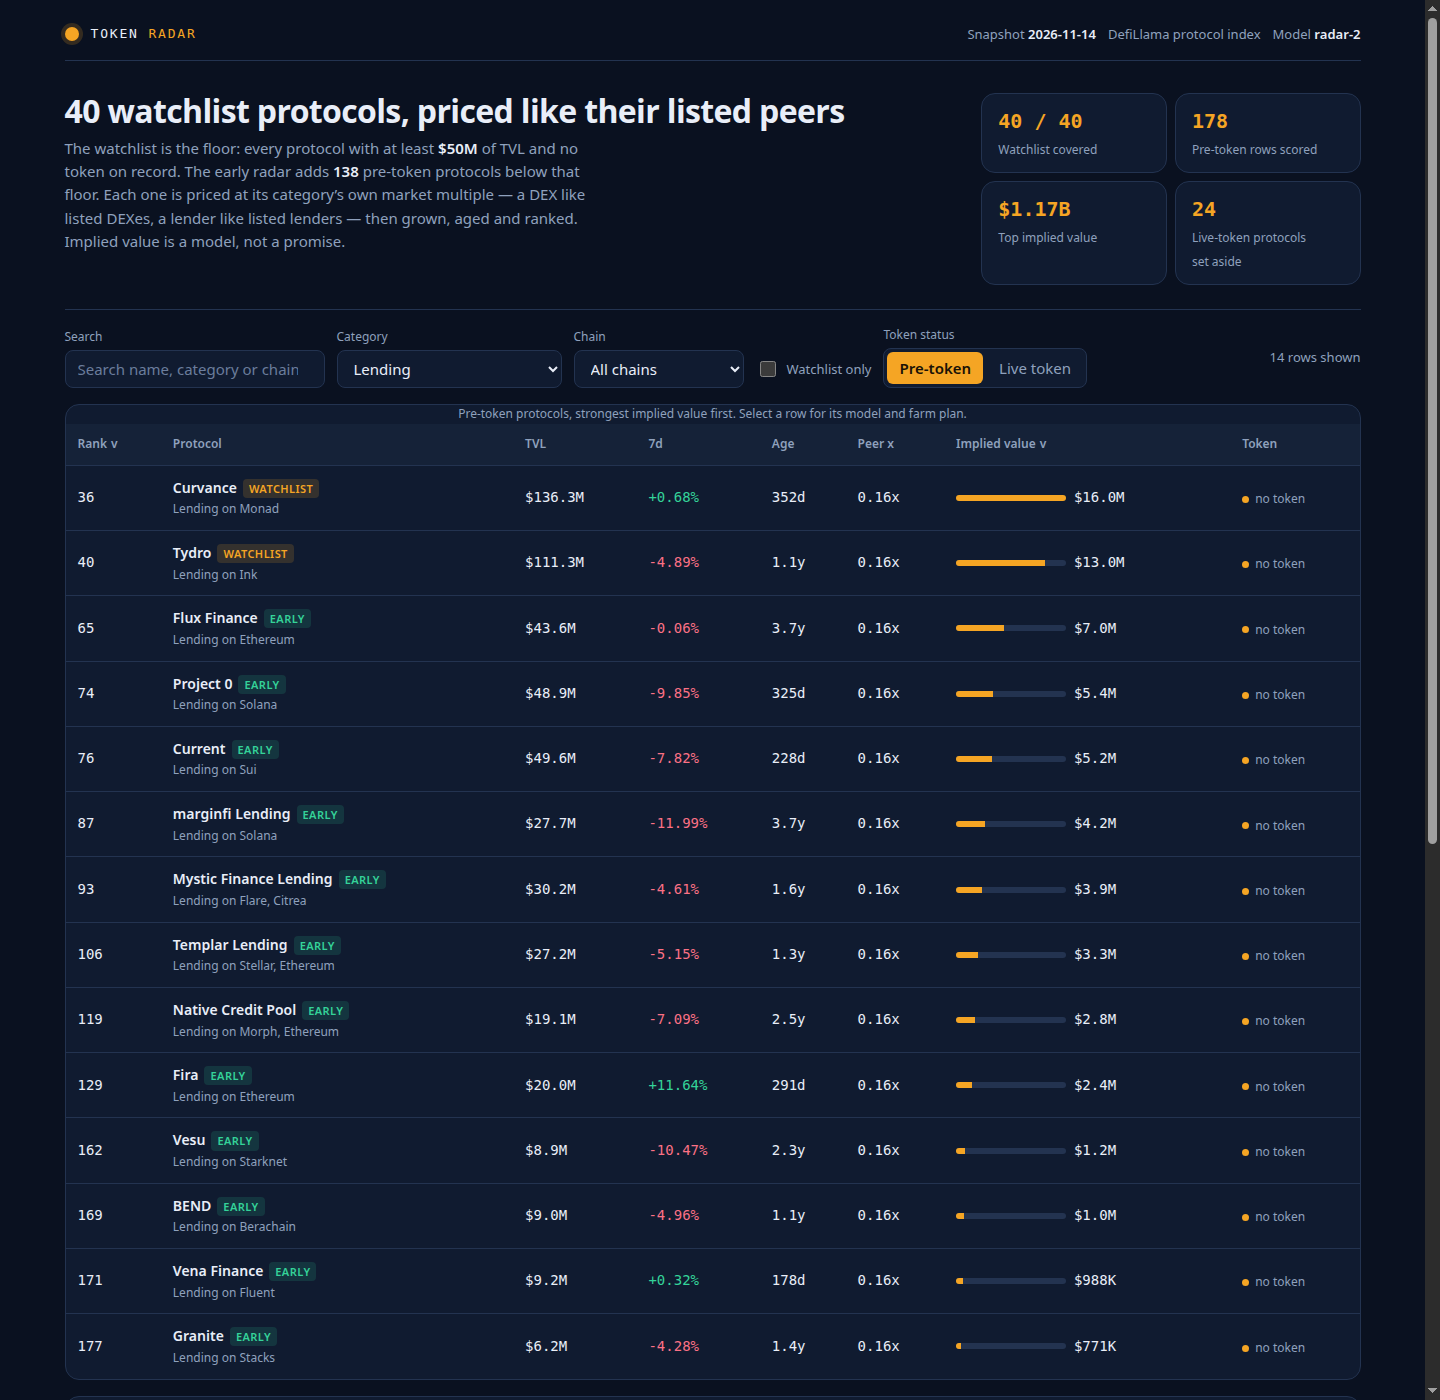 TOKEN RADAR
Snapshot 2026-11-14 DefiLlama protocol index Model radar-2
40 watchlist protocols, priced like their listed peers
The watchlist is the floor: every protocol with at least $50M of TVL and no
token on record. The early radar adds 138 pre-token protocols below that
floor. Each one is priced at its category’s own market multiple — a DEX like
listed DEXes, a lender like listed lenders — then grown, aged and ranked.
Implied value is a model, not a promise.
40 / 40
Watchlist covered
178
Pre-token rows scored
$1.17B
Top implied value
24
Live-token protocols
set aside
Search
Search name, category or chain
Category
Lending
Chain
All chains
Watchlist only
Token status
Pre-token Live token
14 rows shown
Pre-token protocols, strongest implied value first. Select a row for its model and farm plan.
Rank v Protocol TVL 7d Age Peer x Implied value v Token
36 Curvance WATCHLIST $136.3M +0.68% 352d 0.16x $16.0M no token
Lending on Monad
40 Tydro WATCHLIST $111.3M -4.89% 1.1y 0.16x $13.0M no token
Lending on Ink
65 Flux Finance EARLY $43.6M -0.06% 3.7y 0.16x $7.0M no token
Lending on Ethereum
74 Project 0 EARLY $48.9M -9.85% 325d 0.16x $5.4M no token
Lending on Solana
76 Current EARLY $49.6M -7.82% 228d 0.16x $5.2M no token
Lending on Sui
87 marginfi Lending EARLY $27.7M -11.99% 3.7y 0.16x $4.2M no token
Lending on Solana
93 Mystic Finance Lending EARLY $30.2M -4.61% 1.6y 0.16x $3.9M no token
Lending on Flare, Citrea
106 Templar Lending EARLY $27.2M -5.15% 1.3y 0.16x $3.3M no token
Lending on Stellar, Ethereum
119 Native Credit Pool EARLY $19.1M -7.09% 2.5y 0.16x $2.8M no token
Lending on Morph, Ethereum
129 Fira EARLY $20.0M +11.64% 291d 0.16x $2.4M no token
Lending on Ethereum
162 Vesu EARLY $8.9M -10.47% 2.3y 0.16x $1.2M no token
Lending on Starknet
169 BEND EARLY $9.0M -4.96% 1.1y 0.16x $1.0M no token
Lending on Berachain
171 Vena Finance EARLY $9.2M +0.32% 178d 0.16x $988K no token
Lending on Fluent
177 Granite EARLY $6.2M -4.28% 1.4y 0.16x $771K no token
Lending on Stacks